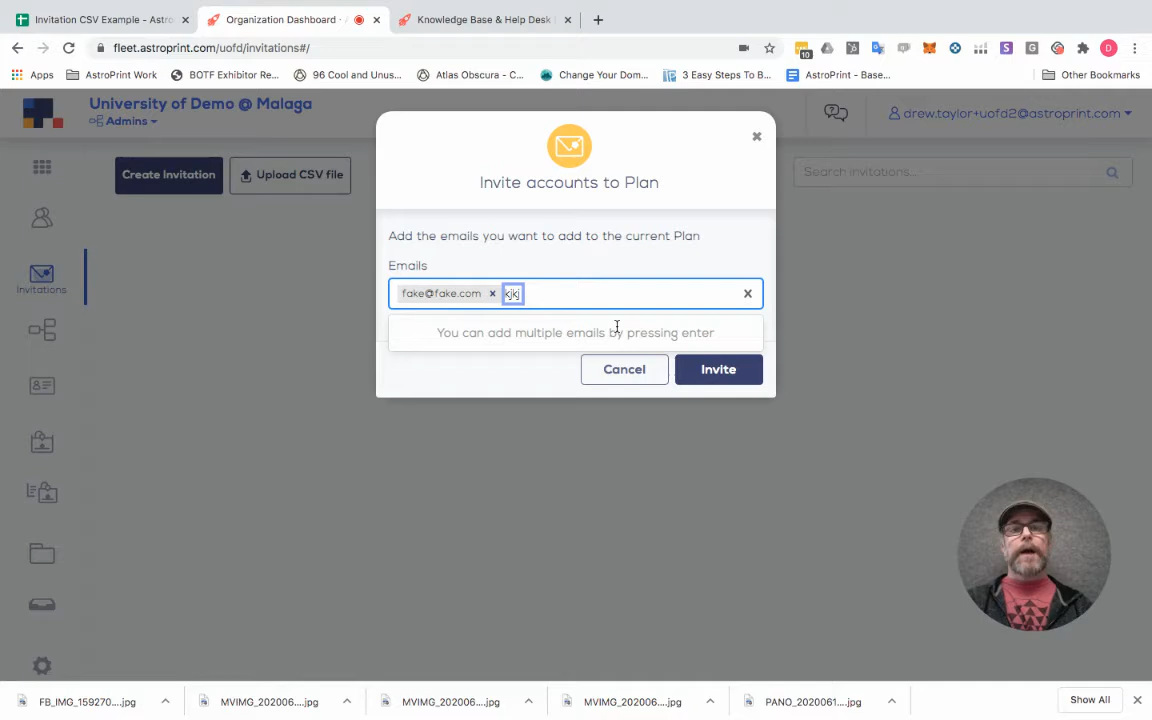 Invitation CSV Example - Astro
Organization Dashboard -
Knowledge Base & Help Desk
fleet.astroprint.com/uofd/invitations#/
10
S
G
D
Apps
AstroPrint Work
BOTF Exhibitor Re...
96 Cool and Unus...
Atlas Obscura - C...
Change Your Dom...
3 Easy Steps To B...
AstroPrint - Base...
Other Bookmarks
University of Demo @ Malaga
Admins
drew.taylor+uofa2@astroprint.com
Create Invitation
Upload CSV file
Search invitations...
Invitations
Invite accounts to Plan
Add the emails you want to add to the current Plan
Emails
fake@fake.com
kjkj
You can add multiple emails by pressing enter
Cancel
Invite
FB_IMG_159270....jpg
MVIMG_202006....jpg
MVIMG_202006....jpg
MVIMG_202006....jpg
PANO_2020061....jpg
Show All